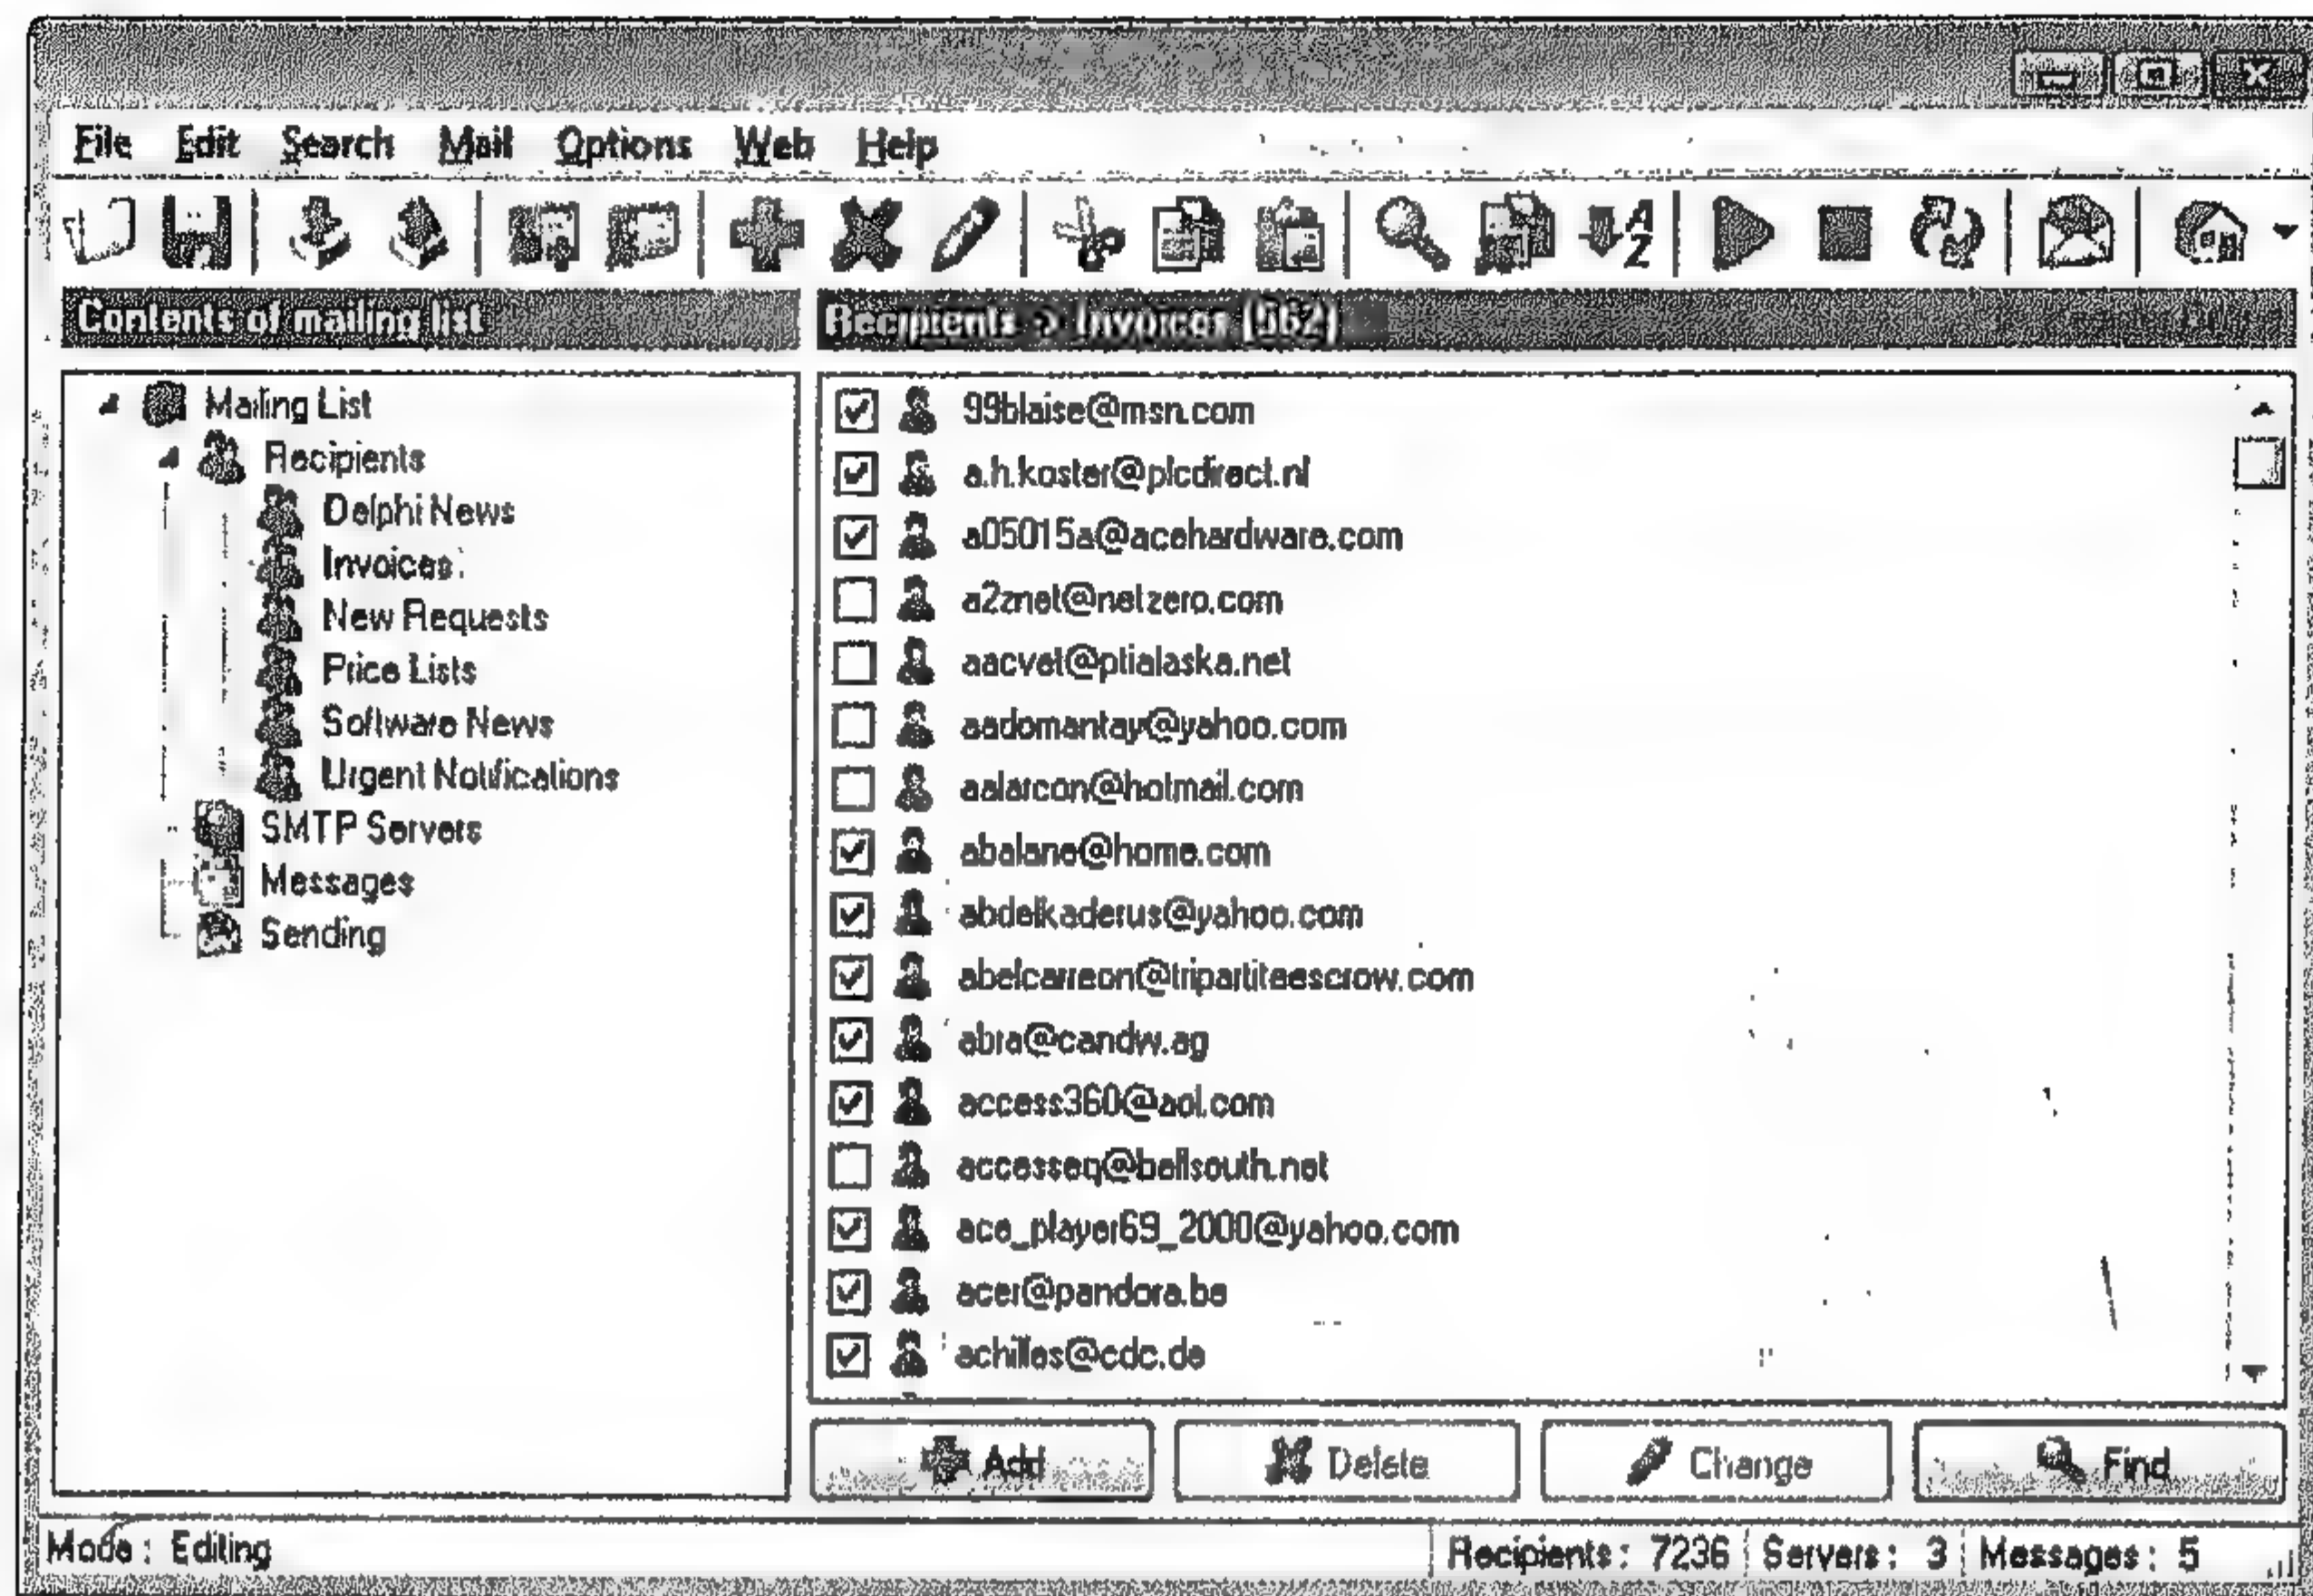 File Edit Search Mail Options Web Help
Contents of mailing list
Recipients > Invoices (562)
Mailing List
Recipients
Delphi News
Invoices
New Requests
Price Lists
Software News
Urgent Notifications
SMTP Servers
Messages
Sending
99blaise@msn.com
a.h.koster@plcdirect.nl
a05015a@acehardware.com
a2znet@netzero.com
aacvet@ptialaska.net
aadomantay@yahoo.com
aalarcon@hotmail.com
abalane@home.com
abdelkaderus@yahoo.com
abelcarreon@tripartiteescrow.com
abra@candw.ag
access360@aol.com
accesseq@bellsouth.net
ace_player69_2000@yahoo.com
acer@pandora.be
achilles@cdc.de
Add Delete Change Find
Mode : Editing
Recipients : 7236 Servers : 3 Messages : 5